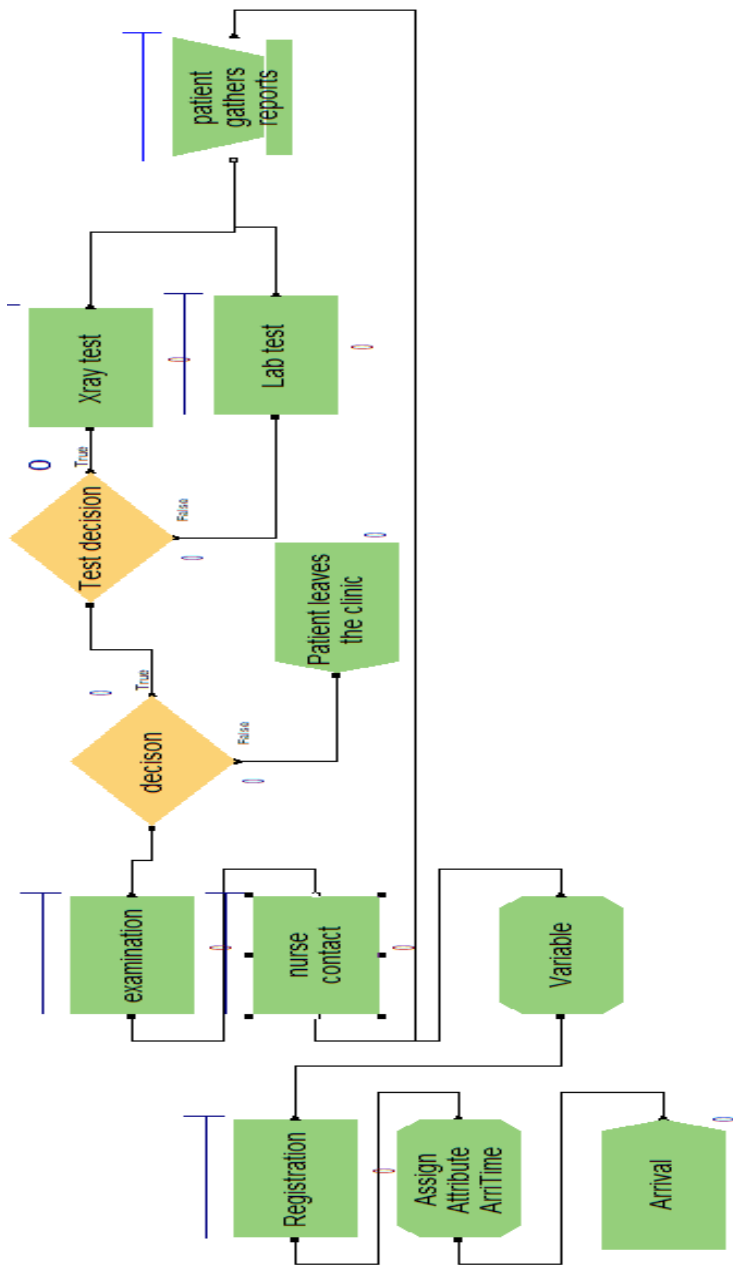 Arrival
0
Assign
Attribute
ArriTime
Registration
0
Variable
nurse
contact
0
examination
0
decison
True
0
False
0
Patient leaves
the clinic
0
Test decision
True
0
False
0
Xray test
0
Lab test
0
patient
gathers
reports